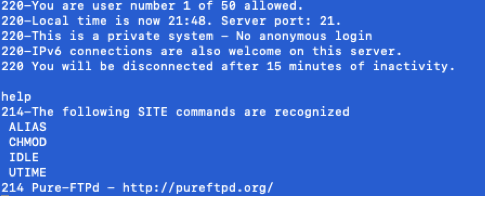 220-You are user number 1 of 50 allowed.
220-Local time is now 21:48. Server port: 21.
220-This is a private system - No anonymous login
220-IPv6 connections are also welcome on this server.
220 You will be disconnected after 15 minutes of inactivity.
help
214-The following SITE commands are recognized
ALIAS
CHMOD
IDLE
UTIME
214 Pure-FTPd - http://pureftpd.org/